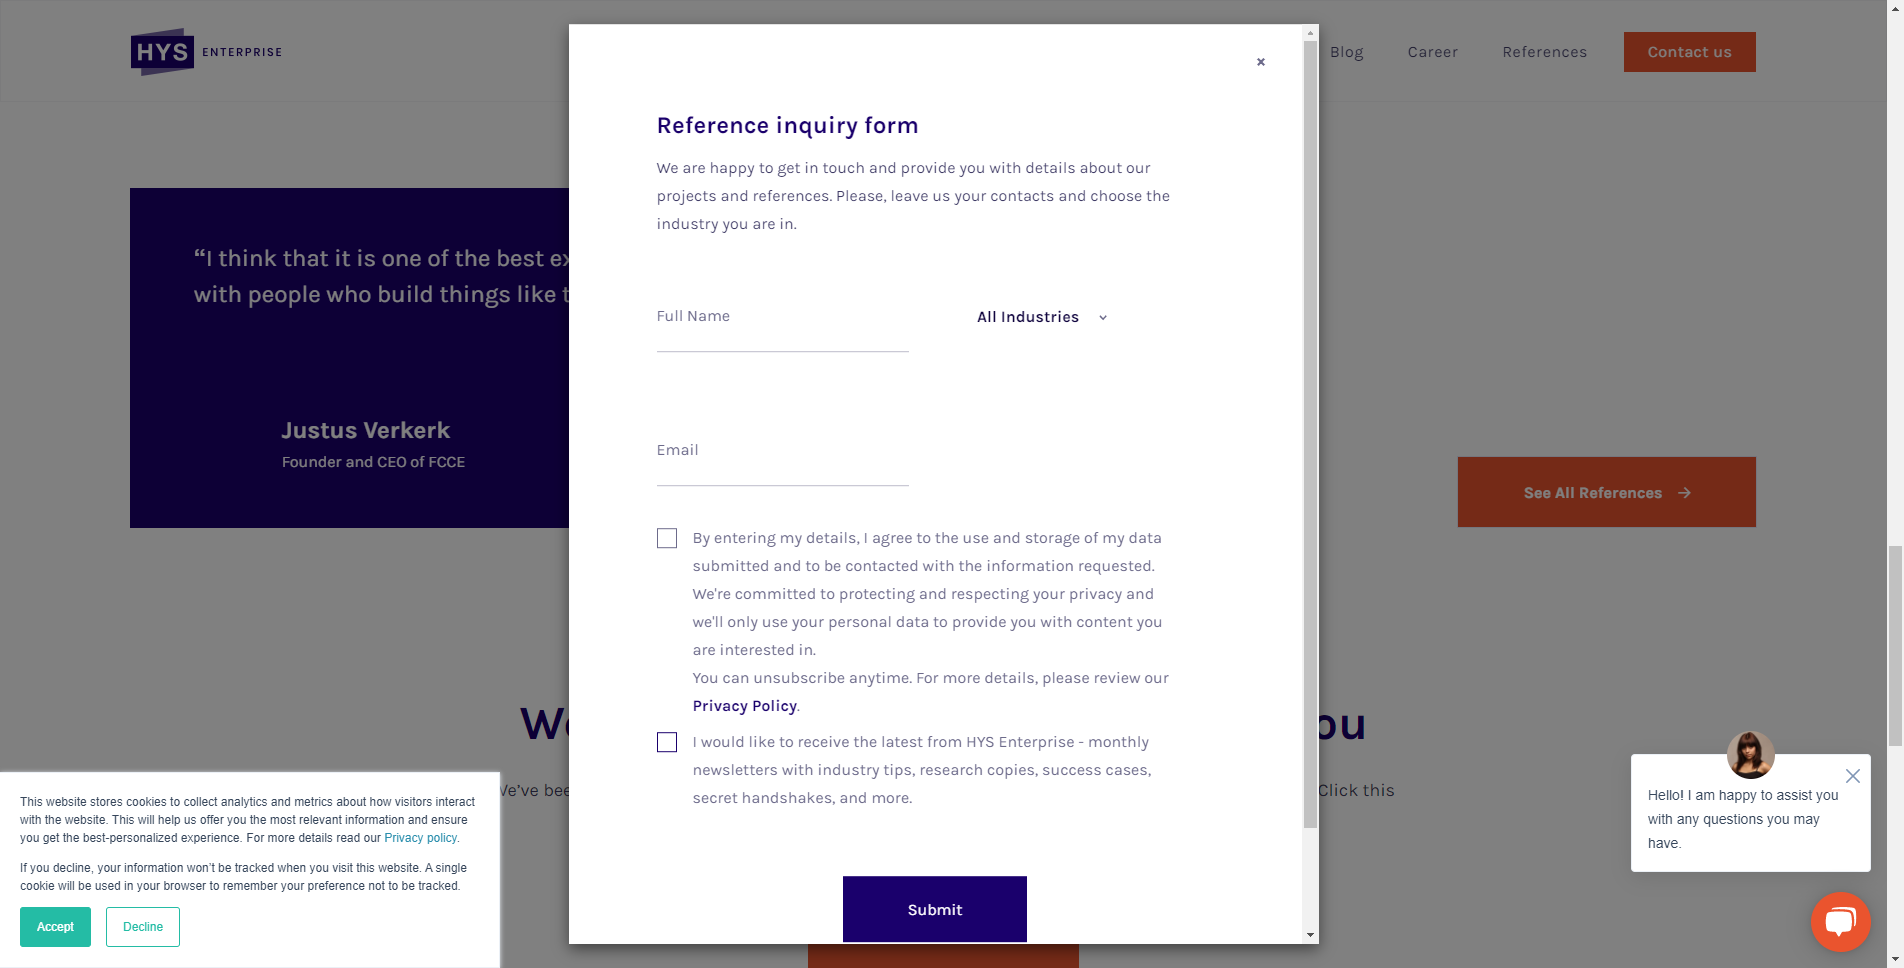 HYS ENTERPRISE
Blog
Career
References
Contact us
×
Reference inquiry form
We are happy to get in touch and provide you with details about our
projects and references. Please, leave us your contacts and choose the
industry you are in.
Full Name
All Industries
Email
By entering my details, I agree to the use and storage of my data
submitted and to be contacted with the information requested.
We're committed to protecting and respecting your privacy and
we'll only use your personal data to provide you with content you
are interested in.
You can unsubscribe anytime. For more details, please review our
Privacy Policy.
I would like to receive the latest from HYS Enterprise - monthly
newsletters with industry tips, research copies, success cases,
secret handshakes, and more.
Submit
“I think that it is one of the best
with people who build things like
Justus Verkerk
Founder and CEO of FCCE
See All References →
Click this
This website stores cookies to collect analytics and metrics about how visitors interact
with the website. This will help us offer you the most relevant information and ensure
you get the best-personalized experience. For more details read our Privacy policy.
If you decline, your information won’t be tracked when you visit this website. A single
cookie will be used in your browser to remember your preference not to be tracked.
Accept
Decline
Hello! I am happy to assist you
with any questions you may
have.